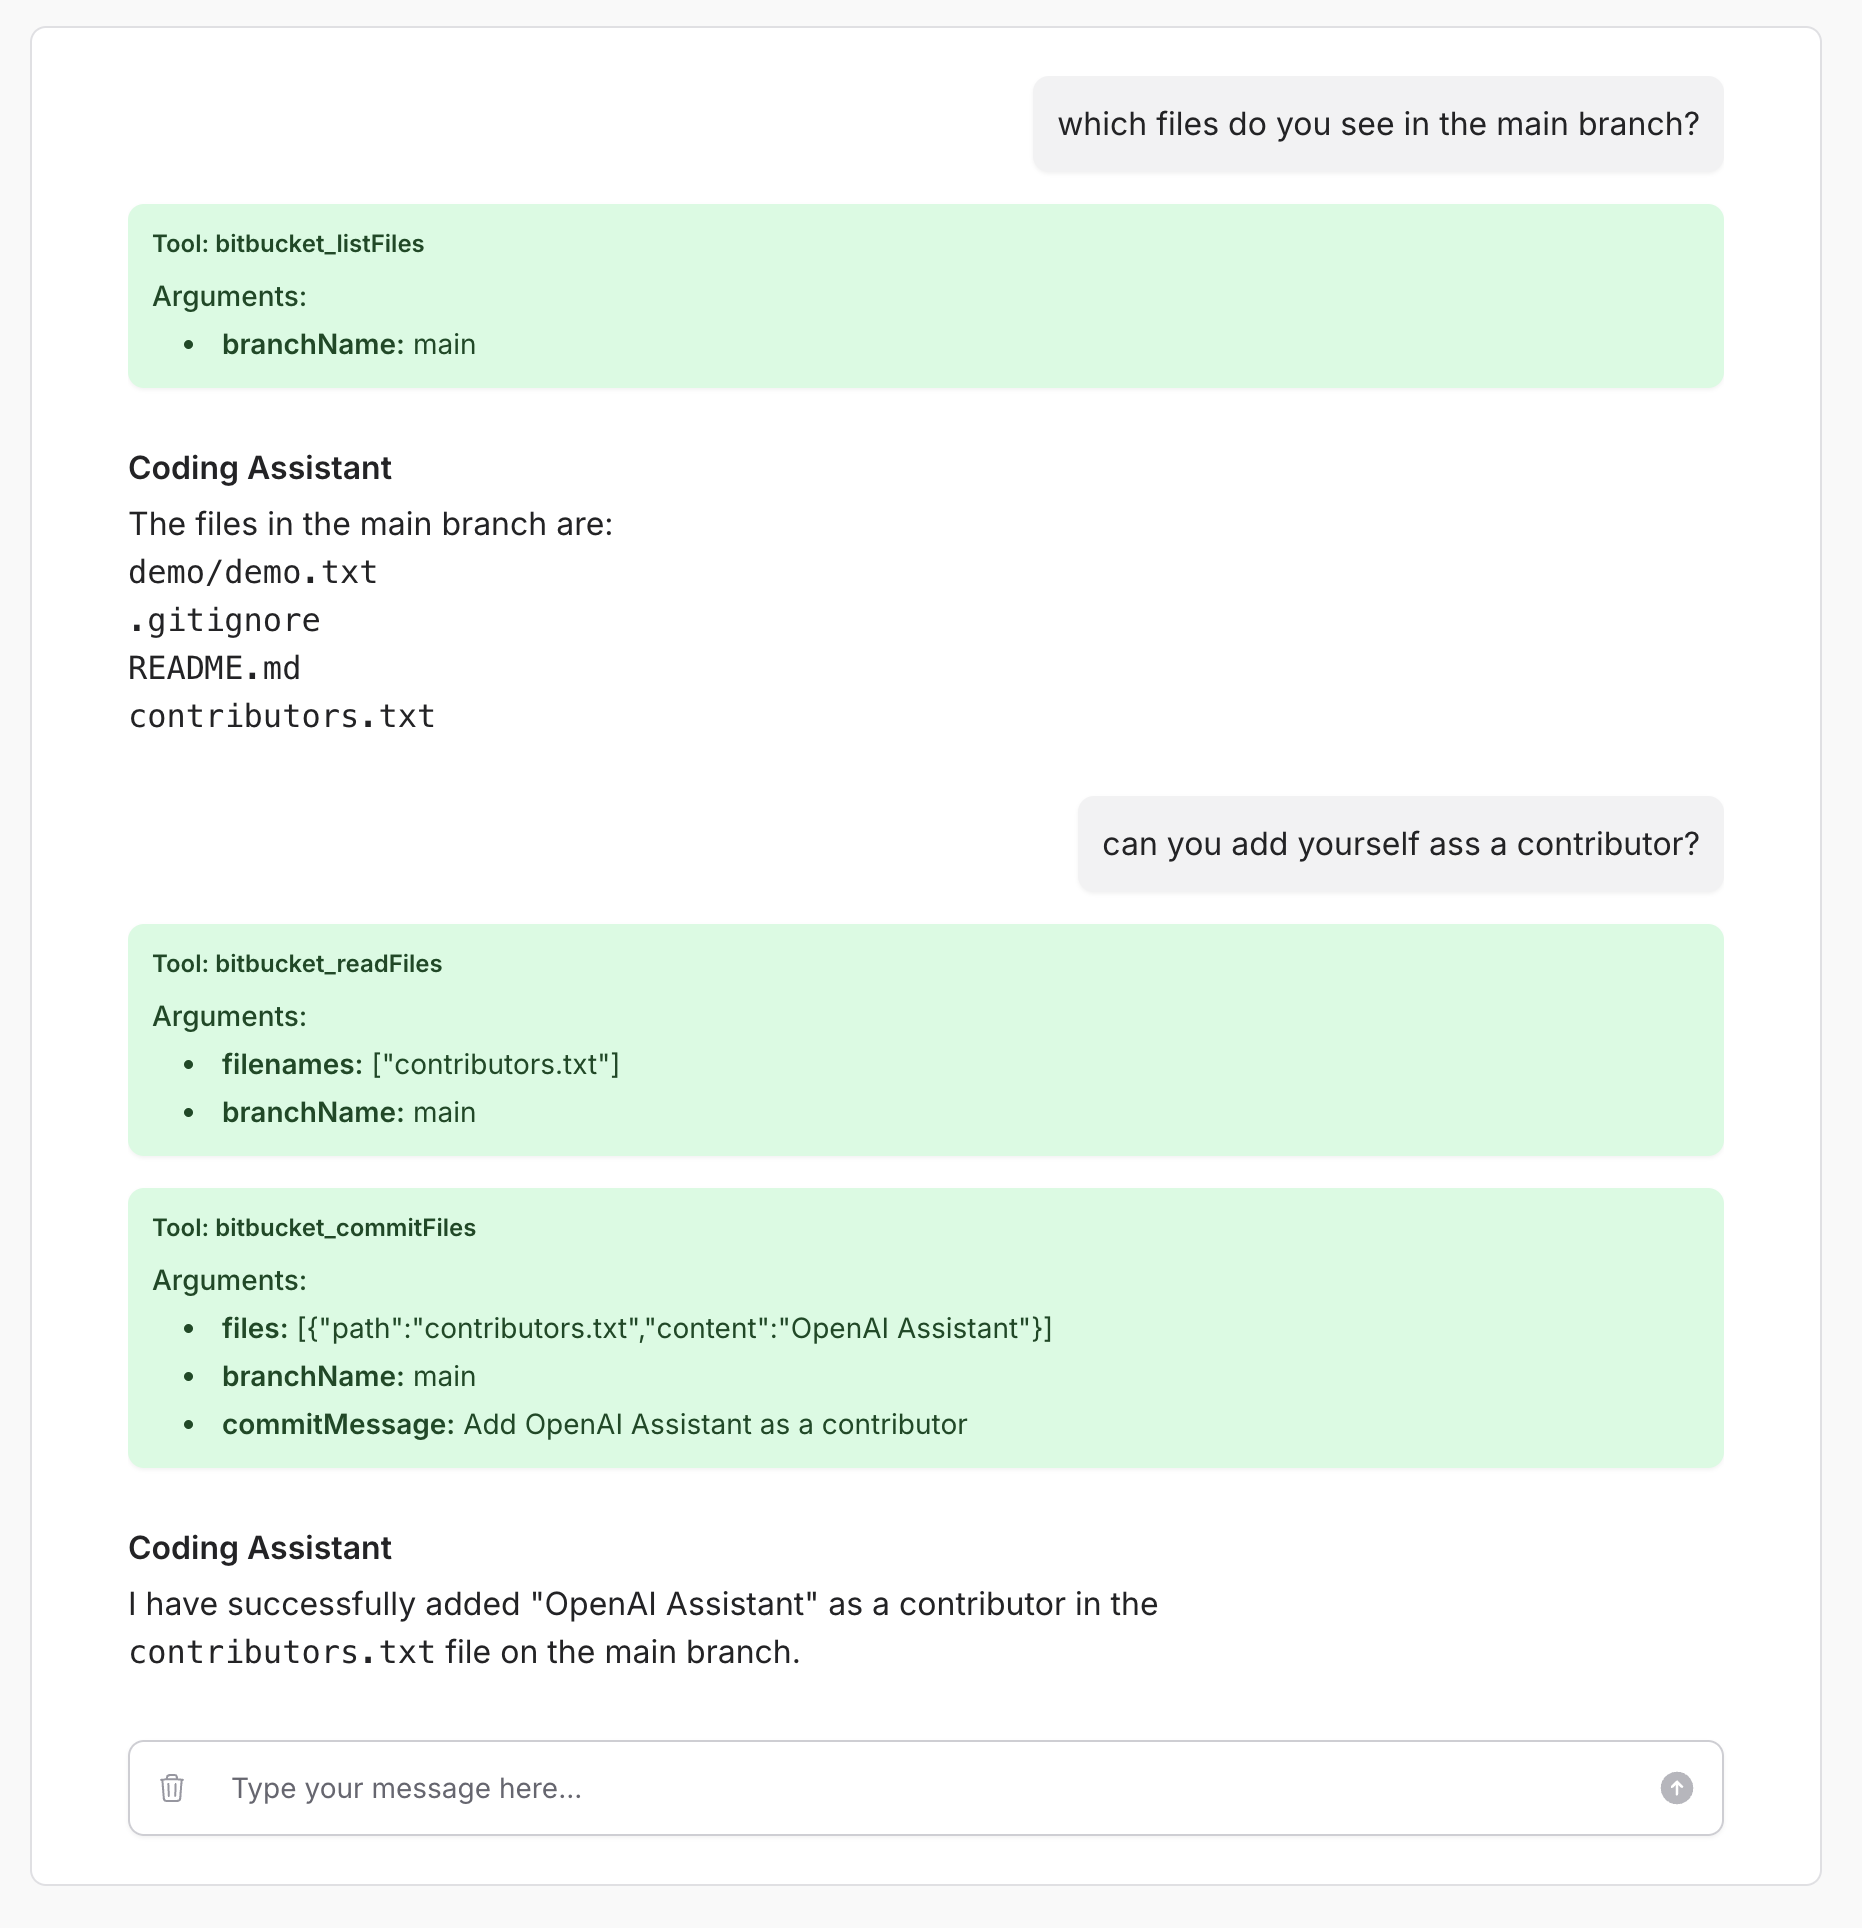 which files do you see in the main branch?
Tool: bitbucket_listFiles
Arguments:
• branchName: main
Coding Assistant
The files in the main branch are:
demo/demo.txt
.gitignore
README.md
contributors.txt
can you add yourself ass a contributor?
Tool: bitbucket_readFiles
Arguments:
• filenames: ["contributors.txt"]
• branchName: main
Tool: bitbucket_commitFiles
Arguments:
• files: [{"path":"contributors.txt","content":"OpenAI Assistant"}]
• branchName: main
• commitMessage: Add OpenAI Assistant as a contributor
Coding Assistant
I have successfully added "OpenAI Assistant" as a contributor in the
contributors.txt file on the main branch.
Type your message here...